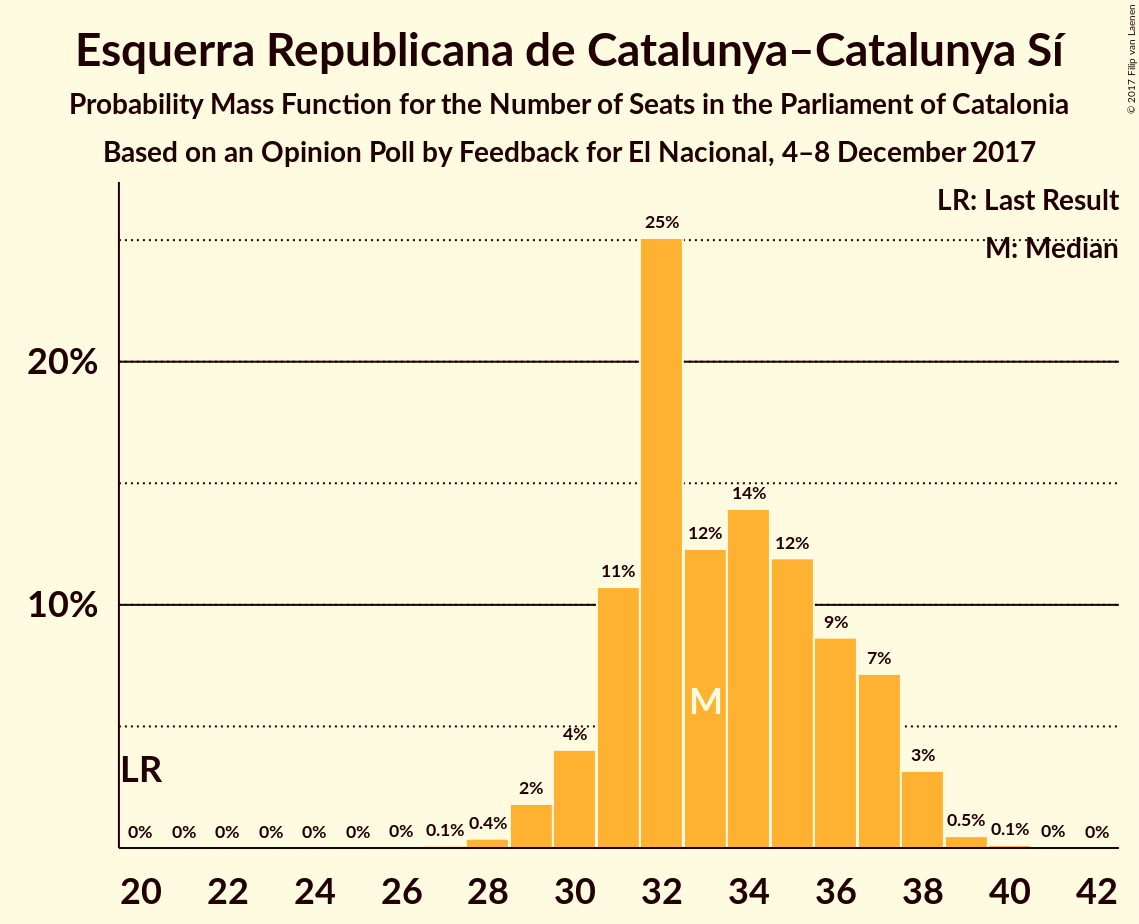 Esquerra Republicana de Catalunya–Catalunya Sí
Probability Mass Function for the Number of Seats in the Parliament of Catalonia
Based on an Opinion Poll by Feedback for El Nacional, 4–8 December 2017
© 2017 Filip van Laenen
LR: Last Result
M: Median
20%
10%
LR
M
0% 0% 0% 0% 0% 0% 0% 0.1% 0.4% 2% 4% 11% 25% 12% 14% 12% 9% 7% 3% 0.5% 0.1% 0% 0%
20 22 24 26 28 30 32 34 36 38 40 42